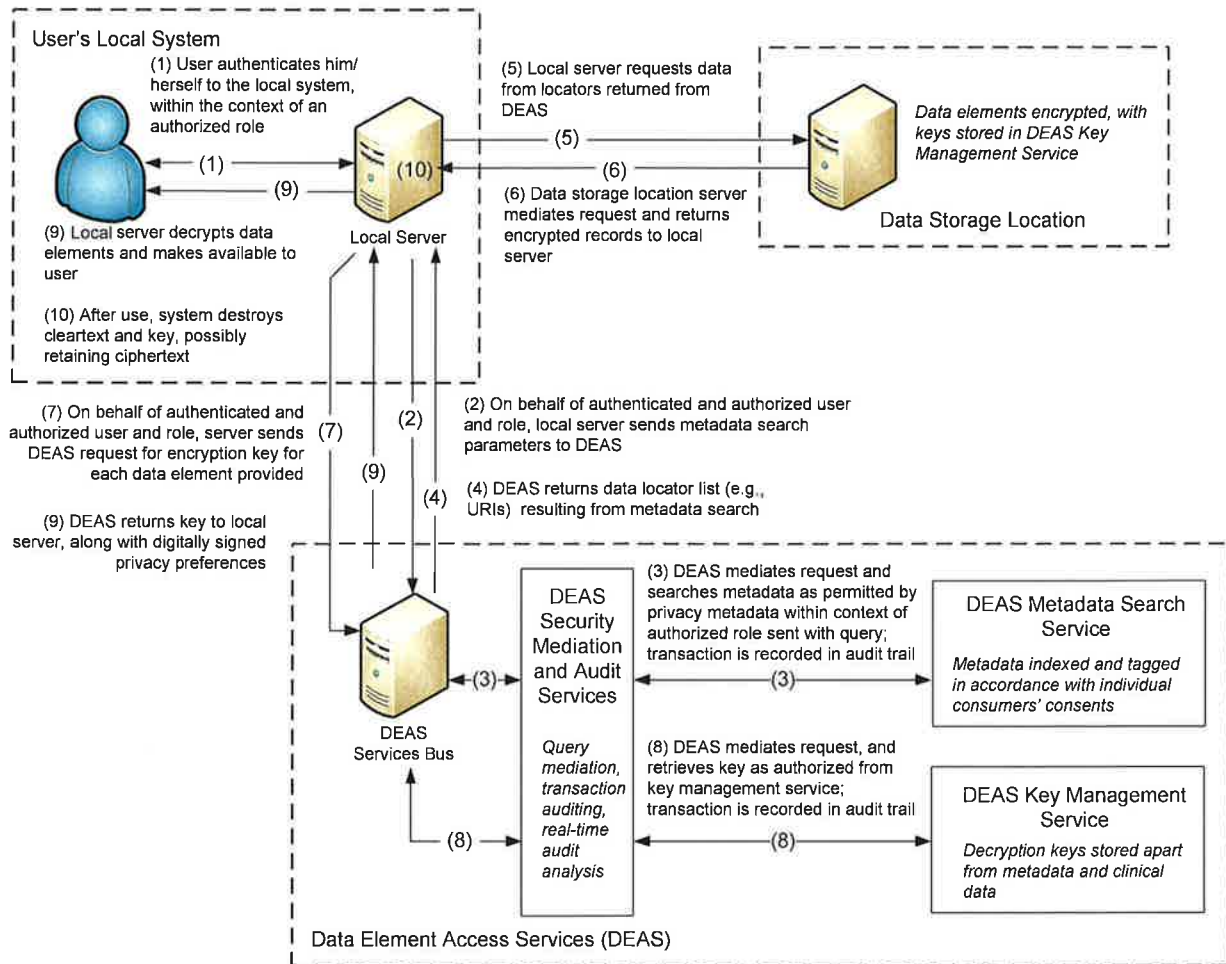 User's Local System
(1) User authenticates him/
herself to the local system,
within the context of an
authorized role
(1)
(9)
(10)
Local Server
(9) Local server decrypts data
elements and makes available to
user
(10) After use, system destroys
cleartext and key, possibly
retaining ciphertext
(5) Local server requests data
from locators returned from
DEAS
(5)
(6)
(6) Data storage location server
mediates request and returns
encrypted records to local
server
Data elements encrypted, with
keys stored in DEAS Key
Management Service
Data Storage Location
(7) On behalf of authenticated and
authorized user and role, server sends
DEAS request for encryption key for
each data element provided
(7)
(9)
(2)
(4)
(2) On behalf of authenticated and authorized user
and role, local server sends metadata search
parameters to DEAS
(4) DEAS returns data locator list (e.g.,
URIs) resulting from metadata search
(9) DEAS returns key to local
server, along with digitally signed
privacy preferences
DEAS
Services Bus
(3)
(8)
DEAS
Security
Mediation
and Audit
Services
Query
mediation,
transaction
auditing,
real-time
audit
analysis
(3) DEAS mediates request and
searches metadata as permitted by
privacy metadata within context of
authorized role sent with query;
transaction is recorded in audit trail
(3)
(8) DEAS mediates request, and
retrieves key as authorized from
key management service;
transaction is recorded in audit trail
(8)
DEAS Metadata Search
Service
Metadata indexed and tagged
in accordance with individual
consumers' consents
DEAS Key Management
Service
Decryption keys stored apart
from metadata and clinical
data
Data Element Access Services (DEAS)